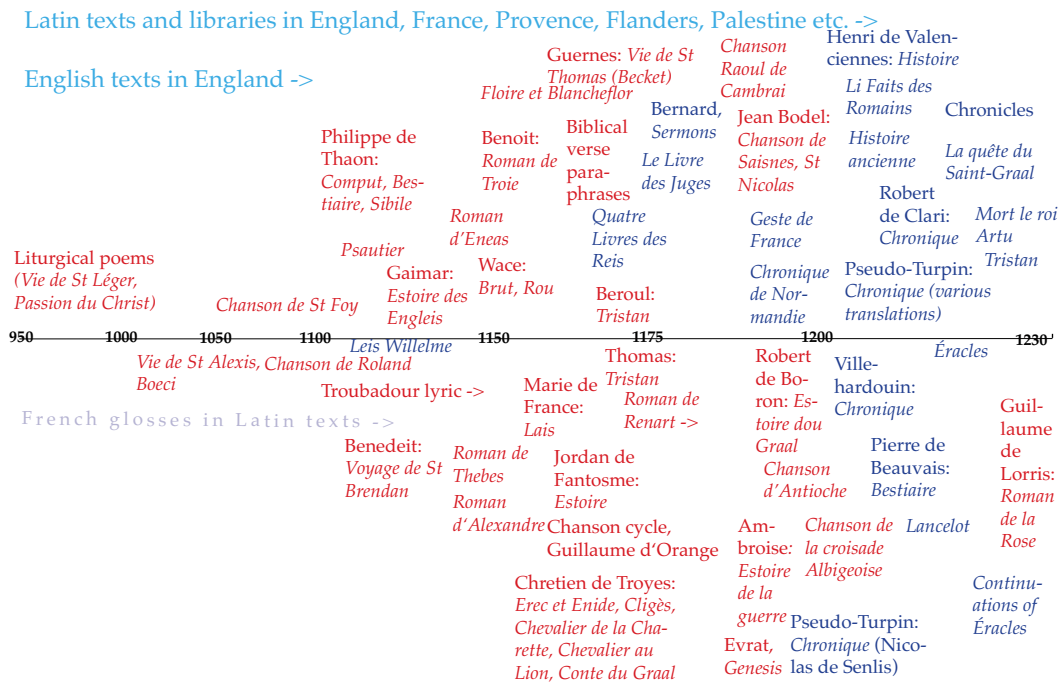 Latin texts and libraries in England, France, Provence, Flanders, Palestine etc. ->
English texts in England ->
Guernes: Vie de St
Thomas (Becket)
Floire et Blancheflor
Chanson
Raoul de
Cambrai
Henri de Valen-
ciennes: Histoire
Li Faits des
Romains
Chronicles
Philippe de
Thaon:
Comput, Bes-
tiaire, Sibile
Benoit:
Roman de
Troie
Biblical
verse
para-
phrases
Bernard,
Sermons
Le Livre
des Juges
Jean Bodel:
Chanson de
Saisnes, St
Nicolas
Histoire
ancienne
La quête du
Saint-Graal
Psautier
Roman
d'Eneas
Quatre
Livres des
Reis
Geste de
France
Robert
de Clari:
Chronique
Mort le roi
Artu
Tristan
Liturgical poems
(Vie de St Léger,
Passion du Christ)
Chanson de St Foy
Gaimar:
Estoire des
Engleis
Wace:
Brut, Rou
Beroul:
Tristan
Chronique
de Nor-
mandie
Pseudo-Turpin:
Chronique (various
translations)
950 1000 1050 1100 1150 1175 1200 1230
Leis Willelme
Éracles
Vie de St Alexis, Chanson de Roland
Boeci
Troubadour lyric ->
Marie de
France:
Lais
Thomas:
Tristan
Roman de
Renart ->
Robert
de Bo-
ron: Es-
toire dou
Graal
Chanson
d'Antioche
Ville-
hardouin:
Chronique
French glosses in Latin texts ->
Benedeit:
Voyage de St
Brendan
Roman de
Thebes
Roman
d'Alexandre
Jordan de
Fantosme:
Estoire
Pierre de
Beauvais:
Bestiaire
Guil-
laume
de
Lorris:
Roman
de la
Rose
Chanson cycle,
Guillaume d'Orange
Am-
broise:
Estoire
de la
guerre
Chanson de
la croisade
Albigeoise
Lancelot
Chretien de Troyes:
Erec et Enide, Cligès,
Chevalier de la Cha-
rette, Chevalier au
Lion, Conte du Graal
Evrat,
Genesis
Pseudo-Turpin:
Chronique (Nico-
las de Senlis)
Continu-
ations of
Éracles